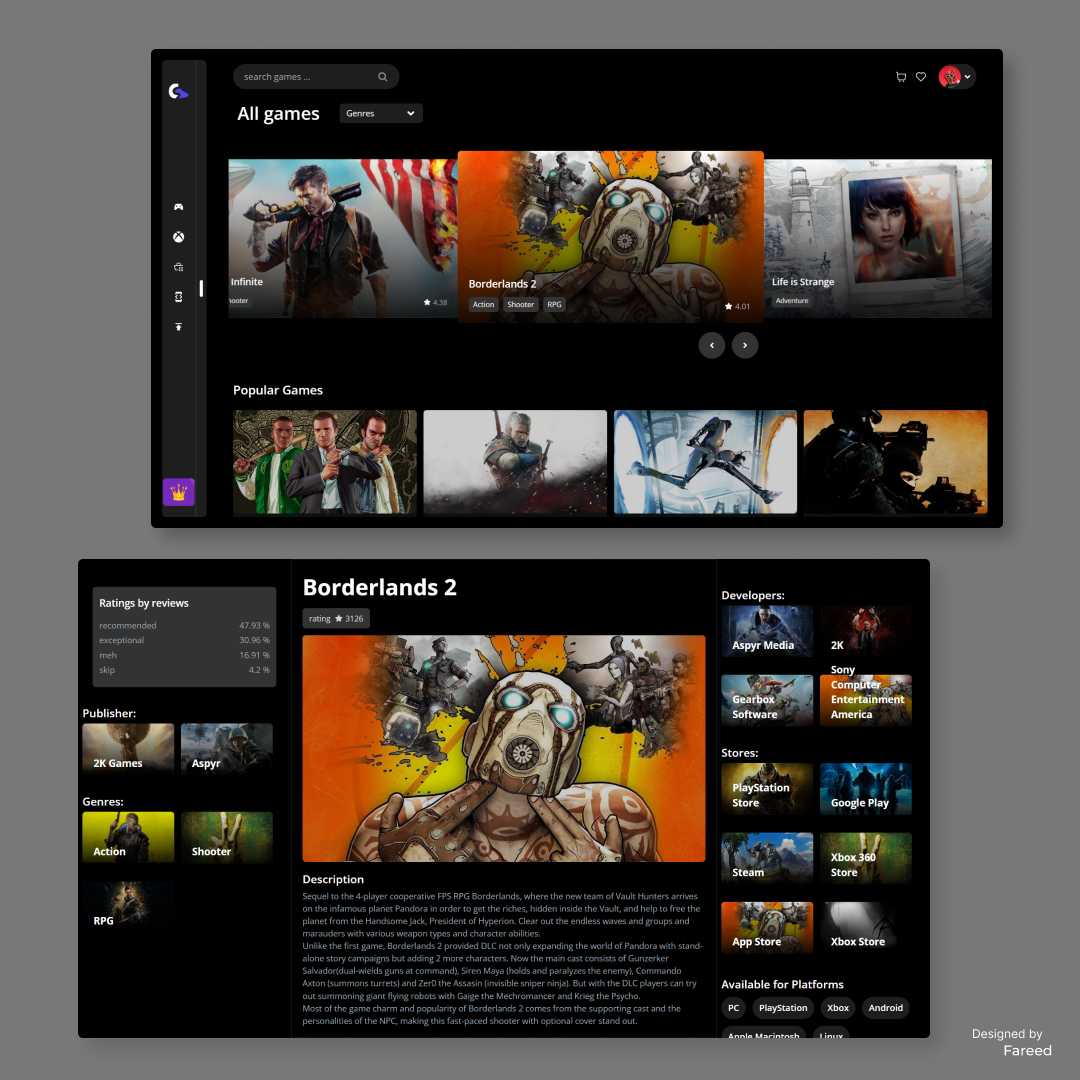 search games ...
All games
Genres
Infinite
hooter
4.38
Borderlands 2
Action Shooter RPG
4.01
Life is Strange
Adventure
Popular Games
Ratings by reviews
recommended 47.93 %
exceptional 30.96 %
meh 16.91 %
skip 4.2 %
Publisher:
2K Games
Aspyr
Genres:
Action
Shooter
RPG
Borderlands 2
rating 3126
Description
Sequel to the 4-player cooperative FPS RPG Borderlands, where the new team of Vault Hunters arrives
on the infamous planet Pandora in order to get the riches, hidden inside the Vault, and help to free the
planet from the Handsome Jack, President of Hyperion. Clear out the endless waves and groups and
marauders with various weapon types and character abilities.
Unlike the first game, Borderlands 2 provided DLC not only expanding the world of Pandora with stand-
alone story campaigns but adding 2 more characters. Now the main cast consists of Gunzerker
Salvador(dual-wields guns at command), Siren Maya (holds and paralyzes the enemy), Commando
Axton (summons turrets) and Zer0 the Assasin (invisible sniper ninja). But with the DLC players can try
out summoning giant flying robots with Gaige the Mechromancer and Krieg the Psycho.
Most of the game charm and popularity of Borderlands 2 comes from the supporting cast and the
personalities of the NPC, making this fast-paced shooter with optional cover stand out.
Developers:
Aspyr Media
2K
Gearbox
Software
Sony
Computer
Entertainment
America
Stores:
PlayStation
Store
Google Play
Steam
Xbox 360
Store
App Store
Xbox Store
Available for Platforms
PC PlayStation Xbox Android
Apple Macintosh Linux
Designed by
Fareed